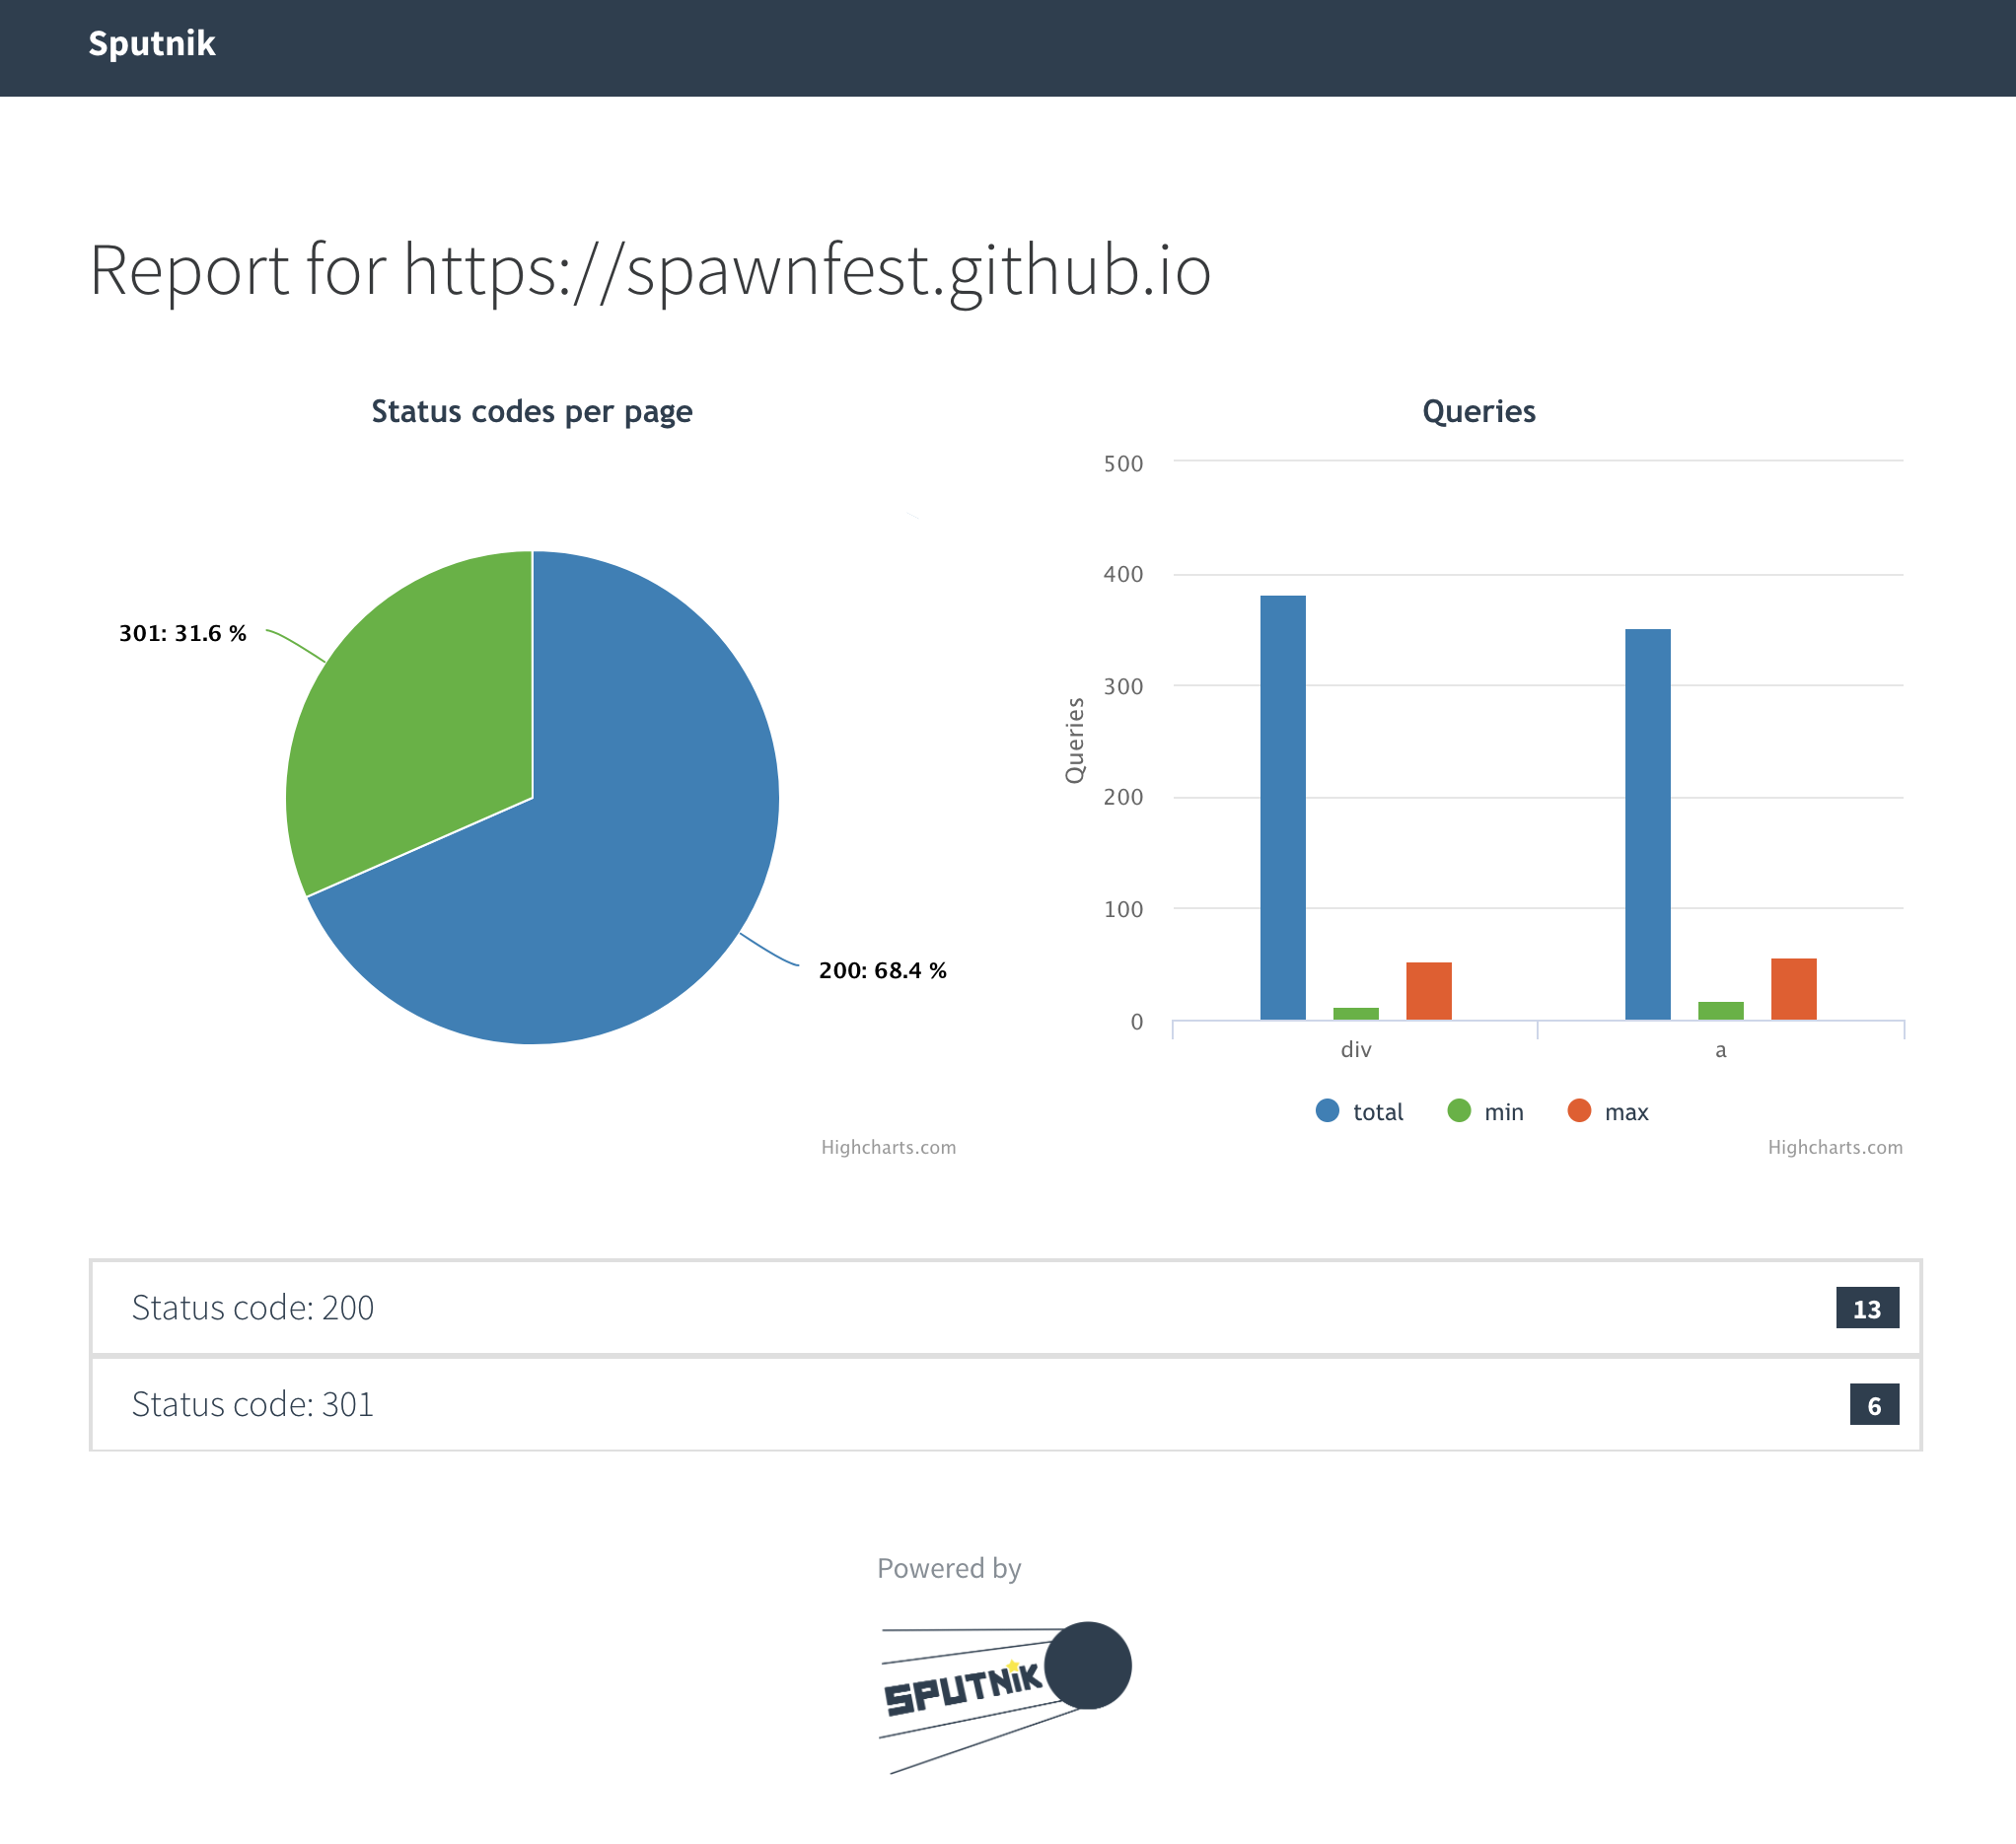 Sputnik
Report for https://spawnfest.github.io
Status codes per page
301: 31.6 %
200: 68.4 %
Highcharts.com
Queries
500
400
300
200
100
0
Queries
div
a
total
min
max
Highcharts.com
Status code: 200
13
Status code: 301
6
Powered by
SPUTNiK